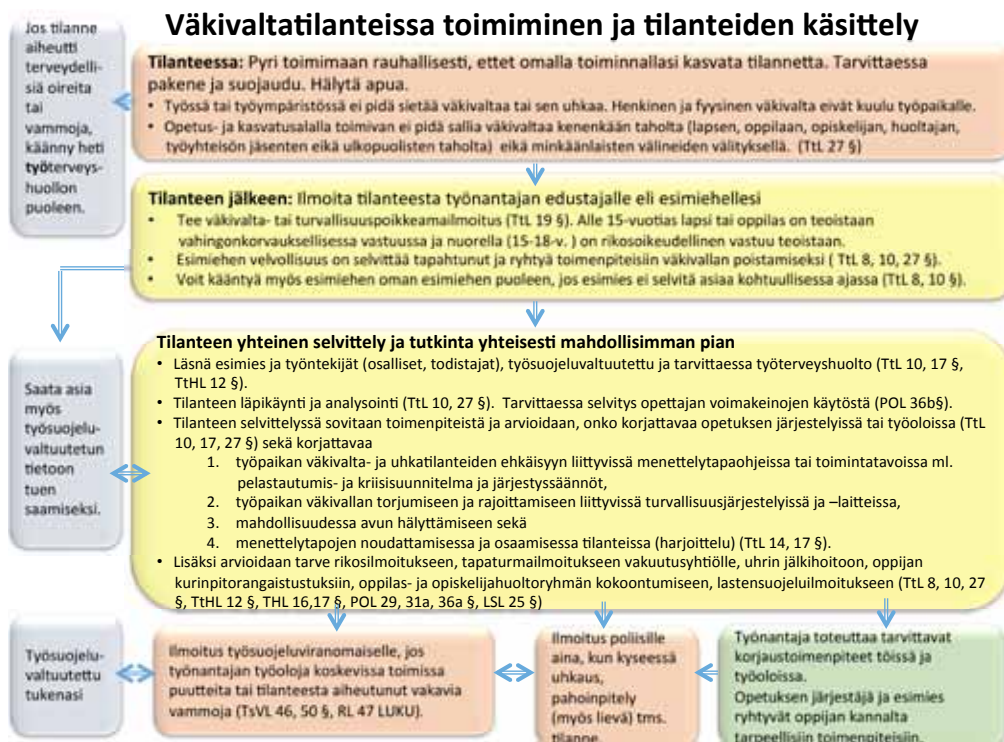 Väkivaltatilanteissa toimiminen ja tilanteiden käsittely
Jos tilanne
aiheutti
terveydelli-
siä oireita
tai
vammoja,
käänny heti
työterveys-
huollon
puoleen.
Tilanteessa: Pyri toimimaan rauhallisesti, ettet omalla toiminnallasi kasvata tilannetta. Tarvittaessa
pakene ja suojaudu. Hälytä apua.
• Työssä tai työympäristössä ei pidä sietää väkivaltaa tai sen uhkaa. Henkinen ja fyysinen väkivalta eivät kuulu työpaikalle.
• Opetus- ja kasvatusalalla toimivan ei pidä sallia väkivaltaa kenenkään taholta (lapsen, oppilaan, opiskelijan, huoltajan,
työyhteisön jäsenten eikä ulkopuolisten taholta) eikä minkäänlaisten välineiden välityksellä. (TtL 27 §)
Tilanteen jälkeen: Ilmoita tilanteesta työnantajan edustajalle eli esimiehellesi
• Tee väkivalta- tai turvallisuuspoikkeamailmoitus (TtL 19 §). Alle 15-vuotias lapsi tai oppilas on teoistaan
vahingonkorvauksellisessa vastuussa ja nuorella (15-18-v. ) on rikosoikeudellinen vastuu teoistaan.
• Esimiehen velvollisuus on selvittää tapahtunut ja ryhtyä toimenpiteisiin väkivallan poistamiseksi ( TtL 8, 10, 27 §).
• Voit kääntyä myös esimiehen oman esimiehen puoleen, jos esimies ei selvitä asiaa kohtuullisessa ajassa (TtL 8, 10 §).
Saata asia
myös
työsuojelu-
valtuutetun
tietoon
tuen
saamiseksi.
Tilanteen yhteinen selvittely ja tutkinta yhteisesti mahdollisimman pian
• Läsnä esimies ja työntekijät (osalliset, todistajat), työsuojeluvaltuutettu ja tarvittaessa työterveyshuolto (TtL 10, 17 §,
TtHL 12 §).
• Tilanteen läpikäynti ja analysointi (TtL 10, 27 §). Tarvittaessa selvitys opettajan voimakeinojen käytöstä (POL 36b§).
• Tilanteen selvittelyssä sovitaan toimenpiteistä ja arvioidaan, onko korjattavaa opetuksen järjestelyissä tai työoloissa (TtL
10, 17, 27 §) sekä korjattavaa
1. työpaikan väkivalta- ja uhkatilanteiden ehkäisyyn liittyvissä menettelytapaohjeissa tai toimintatavoissa ml.
pelastautumis- ja kriisisuunnitelma ja järjestyssäännöt,
2. työpaikan väkivallan torjumiseen ja rajoittamiseen liittyvissä turvallisuusjärjestelyissä ja –laitteissa,
3. mahdollisuudessa avun hälyttämiseen sekä
4. menettelytapojen noudattamisessa ja osaamisessa tilanteissa (harjoittelu) (TtL 14, 17 §).
• Lisäksi arvioidaan tarve rikosilmoitukseen, tapaturmailmoitukseen vakuutusyhtiölle, uhrin jälkihoitoon, oppijan
kurinpitorangaistustuksiin, oppilas- ja opiskelijahuoltoryhmän kokoontumiseen, lastensuojeluilmoitukseen (TtL 8, 10, 27
§, TtHL 12 §, THL 16,17 §, POL 29, 31a, 36a §, LSL 25 §)
Työsuojelu-
valtuutettu
tukenasi
Ilmoitus työsuojeluviranomaiselle, jos
työnantajan työoloja koskevissa toimissa
puutteita tai tilanteesta aiheutunut vakavia
vammoja (TsVL 46, 50 §, RL 47 LUKU).
Ilmoitus poliisille
aina, kun kyseessä
uhkaus,
pahoinpitely
(myös lievä) tms.
tilanne.
Työnantaja toteuttaa tarvittavat
korjaustoimenpiteet töissä ja
työoloissa.
Opetuksen järjestäjä ja esimies
ryhtyvät oppijan kannalta
tarpeellisiin toimenpiteisiin.